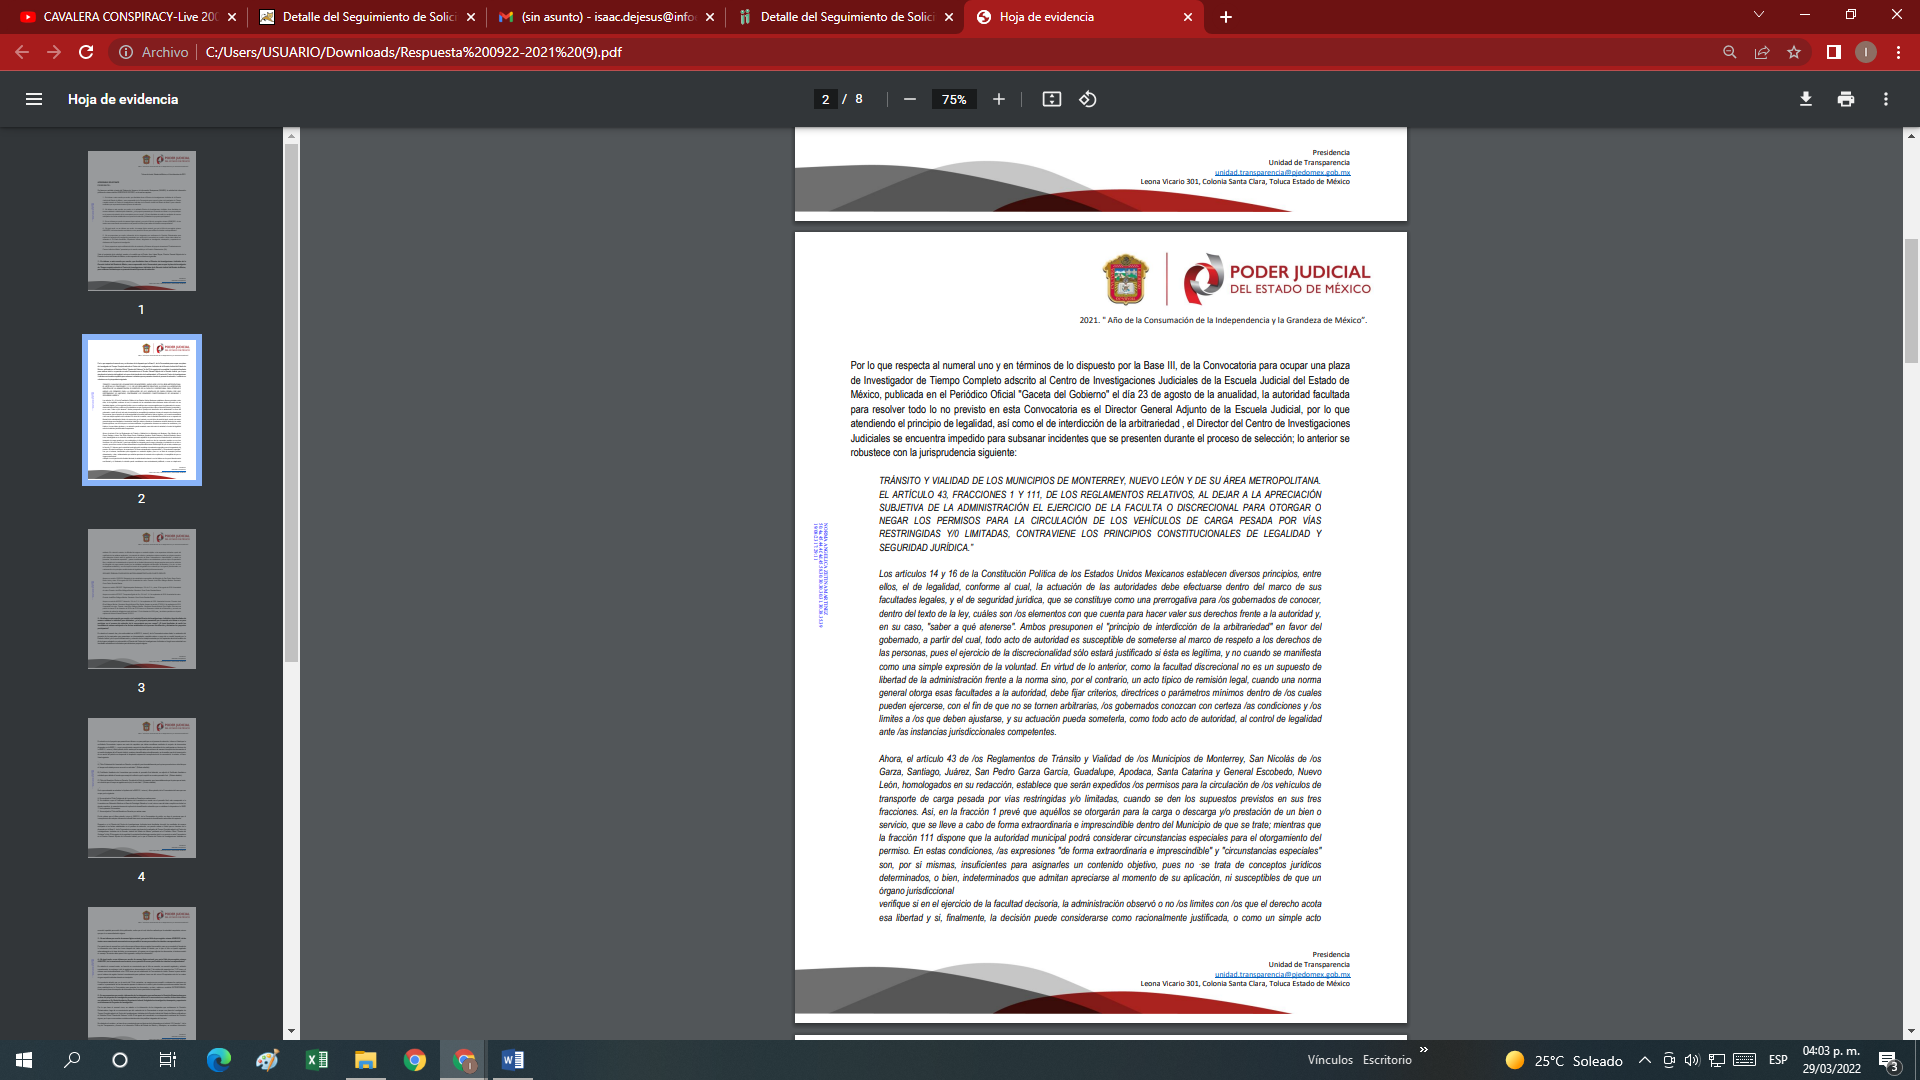 CAVALERA CONSPIRACY-Live 200
Detalle del Seguimiento de Solici
(sin asunto) - isaac.dejesus@info
Detalle del Seguimiento de Solici
Hoja de evidencia
Archivo
C:/Users/USUARIO/Downloads/Respuesta%200922-2021%20(9).pdf
I
Hoja de evidencia
2 / 8
75%
1
2
3
4
Presidencia
Unidad de Transparencia
unidad.transparencia@pjedomex.gob.mx
Leona Vicario 301, Colonia Santa Clara, Toluca Estado de México
PODER JUDICIAL
DEL ESTADO DE MÉXICO
2021. " Año de la Consumación de la Independencia y la Grandeza de México".
Por lo que respecta al numeral uno y en términos de lo dispuesto por la Base III, de la Convocatoria para ocupar una plaza
de Investigador de Tiempo Completo adscrito al Centro de Investigaciones Judiciales de la Escuela Judicial del Estado de
México, publicada en el Periódico Oficial "Gaceta del Gobierno" el día 23 de agosto de la anualidad, la autoridad facultada
para resolver todo lo no previsto en esta Convocatoria es el Director General Adjunto de la Escuela Judicial, por lo que
atendiendo el principio de legalidad, así como el de interdicción de la arbitrariedad , el Director del Centro de Investigaciones
Judiciales se encuentra impedido para subsanar incidentes que se presenten durante el proceso de selección; lo anterior se
robustece con la jurisprudencia siguiente:
TRÁNSITO Y VIALIDAD DE LOS MUNICIPIOS DE MONTERREY, NUEVO LEÓN Y DE SU ÁREA METROPOLITANA.
EL ARTÍCULO 43, FRACCIONES 1 Y 111, DE LOS REGLAMENTOS RELATIVOS, AL DEJAR A LA APRECIACIÓN
SUBJETIVA DE LA ADMINISTRACIÓN EL EJERCICIO DE LA FACULTA O DISCRECIONAL PARA OTORGAR O
NEGAR LOS PERMISOS PARA LA CIRCULACIÓN DE LOS VEHÍCULOS DE CARGA PESADA POR VÍAS
RESTRINGIDAS Y/0 LIMITADAS, CONTRAVIENE LOS PRINCIPIOS CONSTITUCIONALES DE LEGALIDAD Y
SEGURIDAD JURÍDICA."
Los artículos 14 y 16 de la Constitución Política de los Estados Unidos Mexicanos establecen diversos principios, entre
ellos, el de legalidad, conforme al cual, la actuación de las autoridades debe efectuarse dentro del marco de sus
facultades legales, y el de seguridad jurídica, que se constituye como una prerrogativa para /os gobernados de conocer,
dentro del texto de la ley, cuáles son /os elementos con que cuenta para hacer valer sus derechos frente a la autoridad y,
en su caso, "saber a qué atenerse". Ambos presuponen el "principio de interdicción de la arbitrariedad" en favor del
gobernado, a partir del cual, todo acto de autoridad es susceptible de someterse al marco de respeto a los derechos de
las personas, pues el ejercicio de la discrecionalidad sólo estará justificado si ésta es legítima, y no cuando se manifiesta
como una simple expresión de la voluntad. En virtud de lo anterior, como la facultad discrecional no es un supuesto de
libertad de la administración frente a la norma sino, por el contrario, un acto típico de remisión legal, cuando una norma
general otorga esas facultades a la autoridad, debe fijar criterios, directrices o parámetros mínimos dentro de /os cuales
pueden ejercerse, con el fin de que no se tornen arbitrarias, /os gobernados conozcan con certeza /as condiciones y /os
límites a /os que deben ajustarse, y su actuación pueda someterla, como todo acto de autoridad, al control de legalidad
ante /as instancias jurisdiccionales competentes.
Ahora, el artículo 43 de /os Reglamentos de Tránsito y Vialidad de /os Municipios de Monterrey, San Nicolás de /os
Garza, Santiago, Juárez, San Pedro Garza García, Guadalupe, Apodaca, Santa Catarina y General Escobedo, Nuevo
León, homologados en su redacción, establece que serán expedidos /os permisos para la circulación de /os vehículos de
transporte de carga pesada por vías restringidas y/o limitadas, cuando se den los supuestos previstos en sus tres
fracciones. Así, en la fracción 1 prevé que aquéllos se otorgarán para la carga o descarga y/o prestación de un bien o
servicio, que se lleve a cabo de forma extraordinaria e imprescindible dentro del Municipio de que se trate; mientras que
la fracción 111 dispone que la autoridad municipal podrá considerar circunstancias especiales para el otorgamiento del
permiso. En estas condiciones, /as expresiones "de forma extraordinaria e imprescindible" y "circunstancias especiales"
son, por sí mismas, insuficientes para asignarles un contenido objetivo, pues no ·se trata de conceptos jurídicos
determinados, o bien, indeterminados que admitan apreciarse al momento de su aplicación, ni susceptibles de que un
órgano jurisdiccional
verifique si en el ejercicio de la facultad decisoria, la administración observó o no /os límites con /os que el derecho acota
esa libertad y si, finalmente, la decisión puede considerarse como racionalmente justificada, o como un simple acto
Presidencia
Unidad de Transparencia
unidad.transparencia@pjedomex.gob.mx
Leona Vicario 301, Colonia Santa Clara, Toluca Estado de México
Vínculos
Escritorio
25°C Soleado
ESP
04:03 p. m.
29/03/2022
3